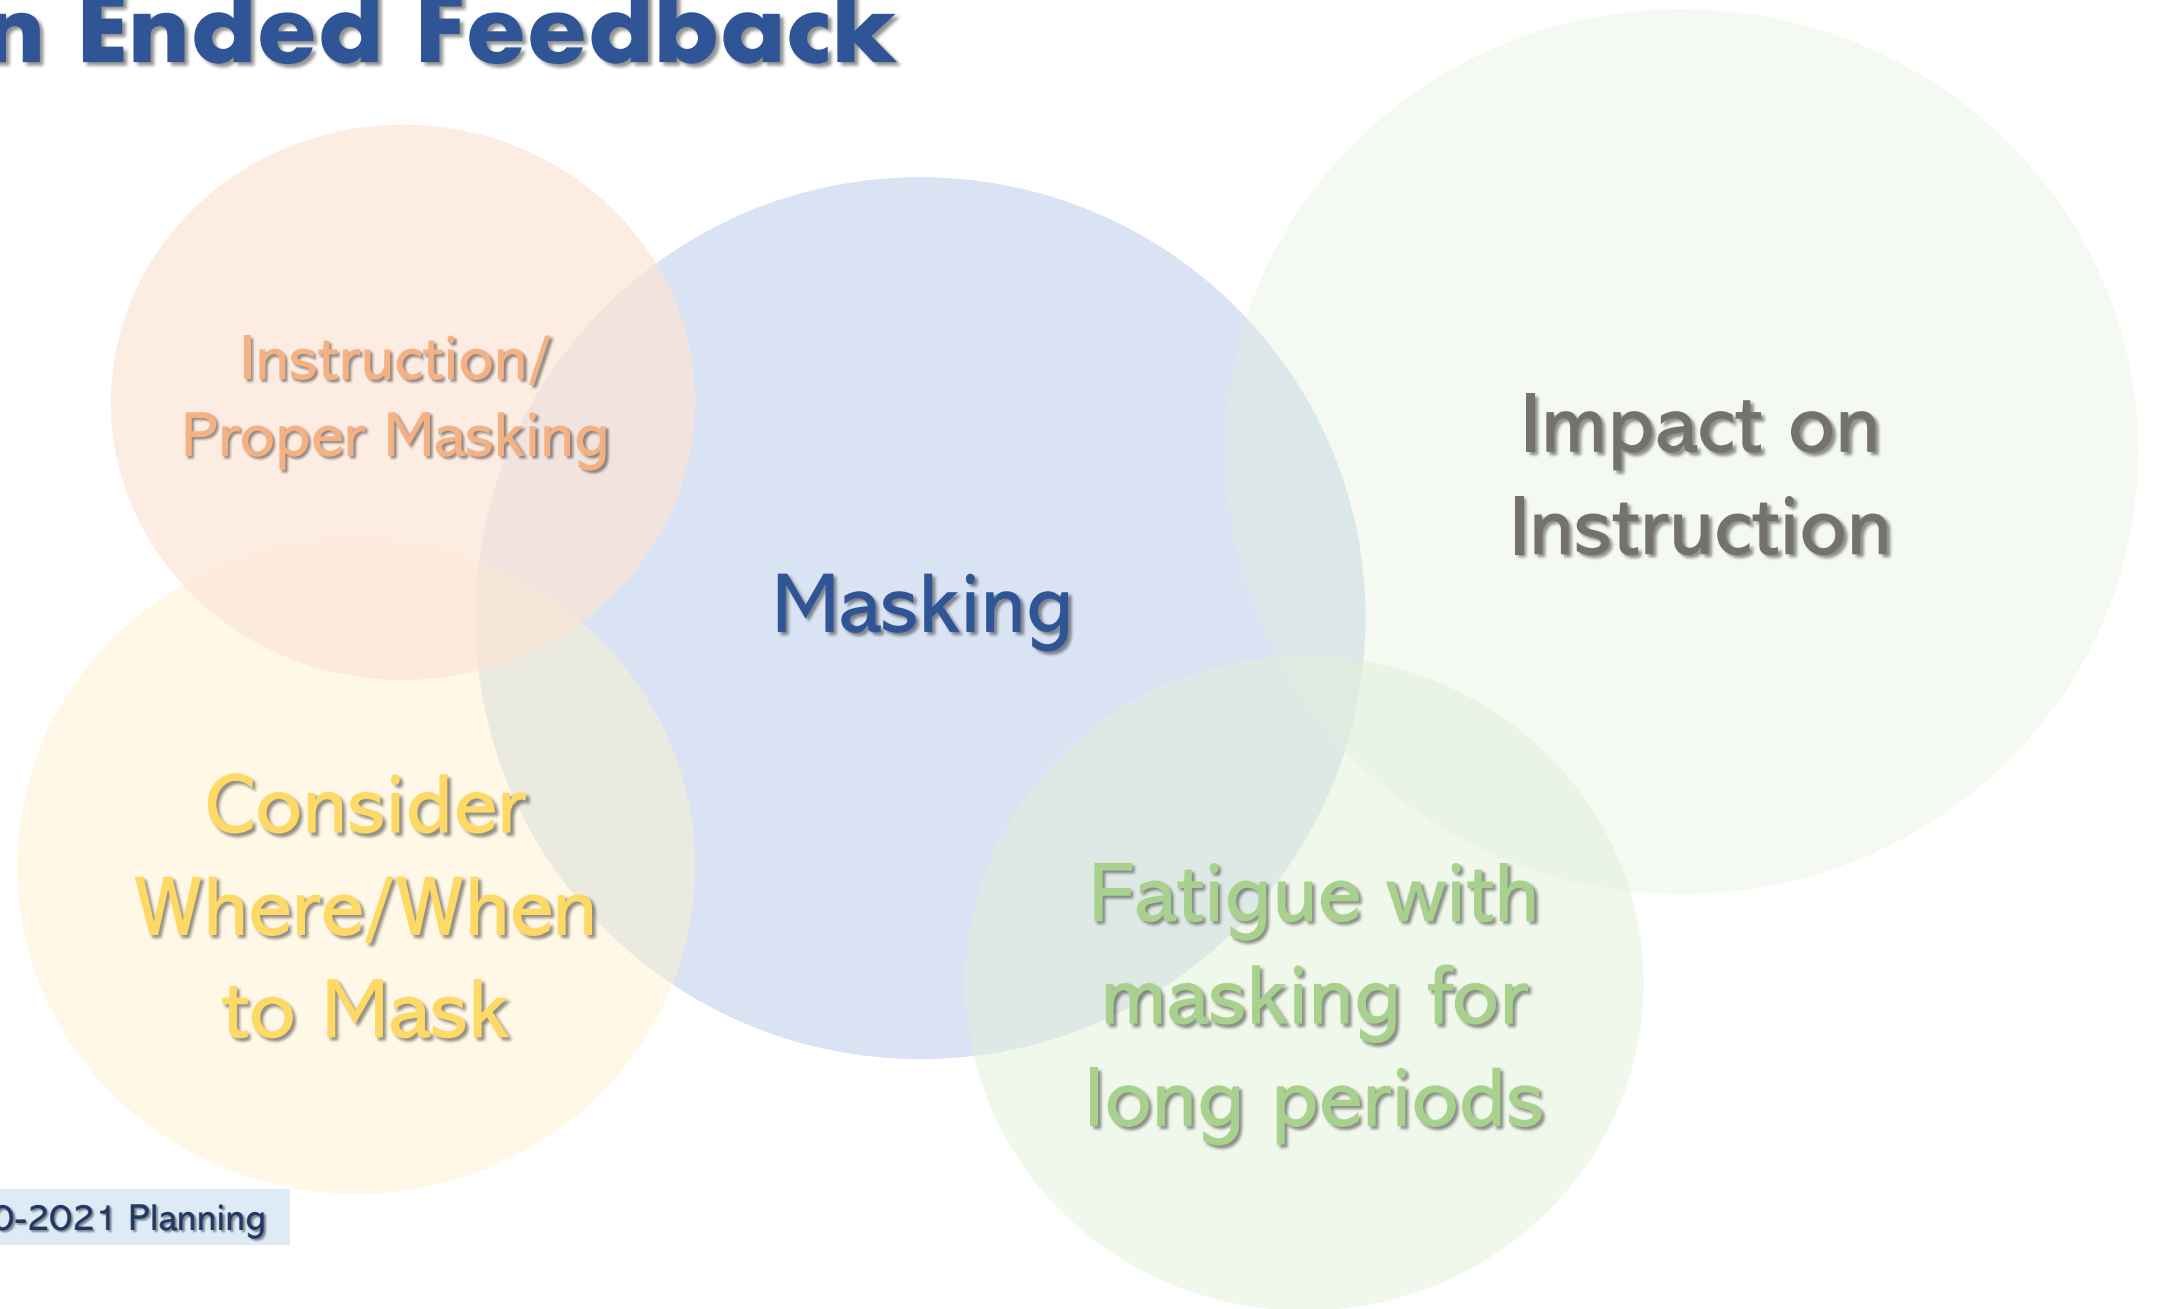 n Ended Feedback
Instruction/
Proper Masking
Masking
Impact on
Instruction
Consider
Where/When
to Mask
Fatigue with
masking for
long periods
0-2021 Planning